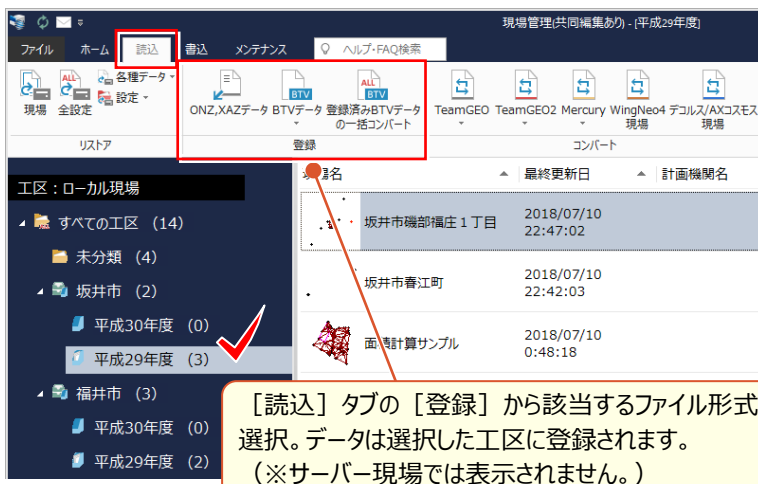 現場管理(共同編集あり) - [平成29年度]
ファイル ホーム 読込 書込 メンテナンス ヘルプ・FAQ検索
現場 全設定 各種データ 設定
ONZ,XAZデータ BTVデータ 登録済みBTVデータの一括コンバート
TeamGEO TeamGEO2 Mercury WingNeo4現場 デコルス/AXコスモス現場
リストア 登録 コンバート
工区:ローカル現場
最終更新日 計画機関名
すべての工区 (14)
坂井市磯部福庄1丁目 2018/07/10
22:47:02
未分類 (4)
坂井市 (2)
坂井市春江町 2018/07/10
22:42:03
平成30年度 (0)
平成29年度 (3)
面積計算サンプル 2018/07/10
0:48:18
福井市 (3)
平成30年度 (0)
平成29年度 (2)
[読込]タブの[登録]から該当するファイル形式
選択。データは選択した工区に登録されます。
(※サーバー現場では表示されません。)